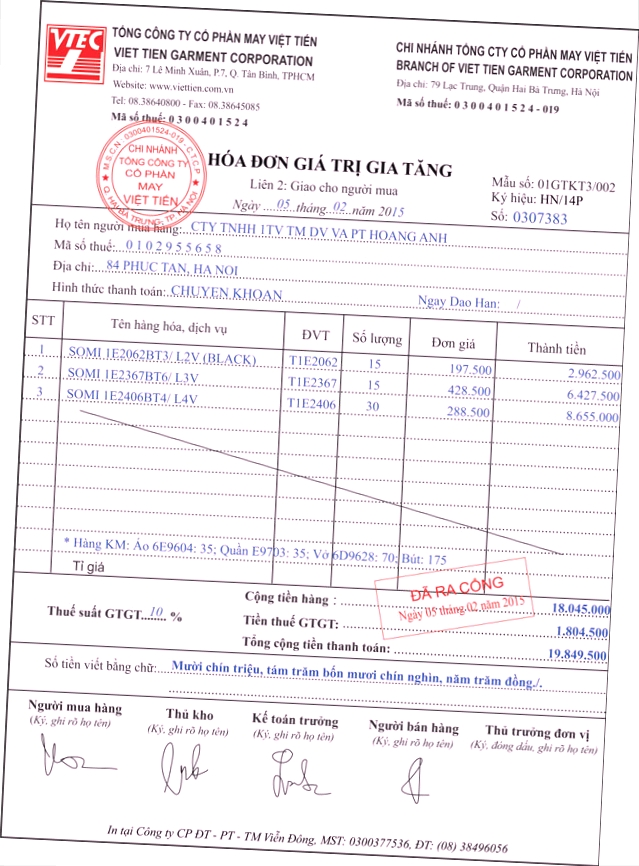 VTEC
TỔNG CÔNG TY CỔ PHẦN MAY VIỆT TIẾN
VIET TIEN GARMENT CORPORATION
Địa chỉ: 7 Lê Minh Xuân, P.7, Q. Tân Bình, TPHCM
Website: www.viettien.com.vn
Tel: 08.38640800 - Fax: 08.38645085
Mã số thuế: 0 3 0 0 4 0 1 5 2 4
CHI NHÁNH TỔNG CTY CỔ PHẦN MAY VIỆT TIẾN
BRANCH OF VIET TIEN GARMENT CORPORATION
Địa chỉ: 79 Lạc Trung, Quận Hai Bà Trưng, Hà Nội
Mã số thuế: 0 3 0 0 4 0 1 5 2 4 - 019
M.S.C.N: 0300401524-019 - C.T.C.P
CHI NHÁNH
TỔNG CÔNG TY
CỔ PHẦN
MAY
VIỆT TIẾN
Q. HAI BÀ TRƯNG, TP. HÀ NỘI
HÓA ĐƠN GIÁ TRỊ GIA TĂNG
Liên 2: Giao cho người mua
Ngày ....05....tháng...02...năm 2015
Mẫu số: 01GTKT3/002
Ký hiệu: HN/14P
Số: 0307383
Họ tên người mua hàng: CTY TNHH 1TV TM DV VA PT HOANG ANH
Mã số thuế: 0 1 0 2 9 5 5 6 5 8
Địa chỉ: 84 PHUC TAN, HA NOI
Hình thức thanh toán: CHUYEN KHOAN Ngay Dao Han: /
STT Tên hàng hóa, dịch vụ ĐVT Số lượng Đơn giá Thành tiền
1 SOMI 1E2062BT3/ L2V (BLACK) T1E2062 15 197.500 2.962.500
2 SOMI 1E2367BT6/ L3V T1E2367 15 428.500 6.427.500
3 SOMI 1E2406BT4/ L4V T1E2406 30 288.500 8.655.000
* Hàng KM: Áo 6E9604: 35; Quần E9703: 35; Vớ 6D9628: 70; Bút: 175
Tỉ giá
ĐÃ RA CỔNG
Ngày 05 tháng 02 năm 2015
Cộng tiền hàng : 18.045.000
Thuế suất GTGT 10 % Tiền thuế GTGT: 1.804.500
Tổng cộng tiền thanh toán: 19.849.500
Số tiền viết bằng chữ: Mười chín triệu, tám trăm bốn mươi chín nghìn, năm trăm đồng./.
Người mua hàng Thủ kho Kế toán trưởng Người bán hàng Thủ trưởng đơn vị
(Ký, ghi rõ họ tên) (Ký, ghi rõ họ tên) (Ký, ghi rõ họ tên) (Ký, ghi rõ họ tên) (Ký, đóng dấu, ghi rõ họ tên)
In tại Công ty CP ĐT - PT - TM Viễn Đông, MST: 0300377536, ĐT: (08) 38496056